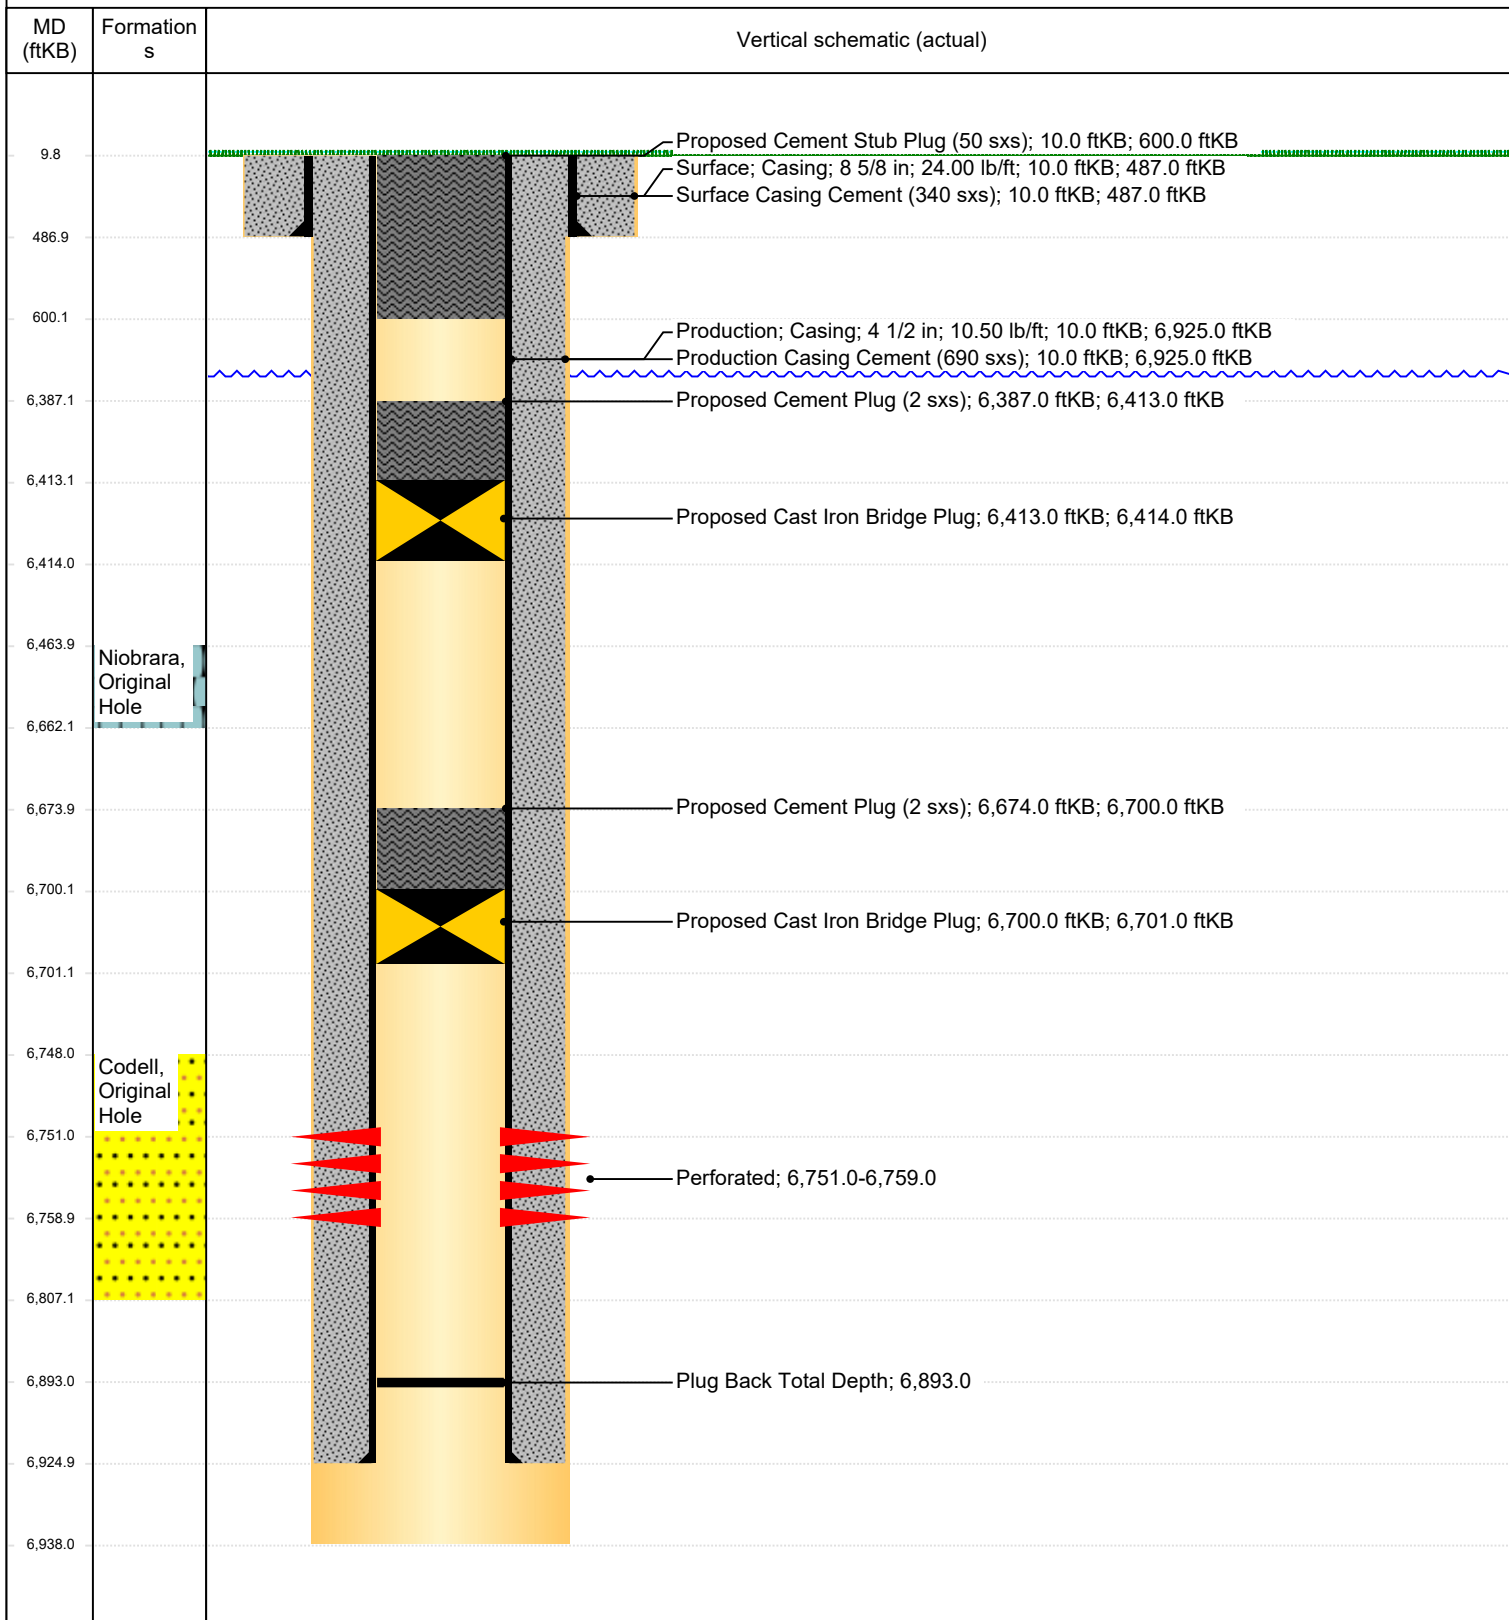 MD
(ftKB)
Formation
s
Vertical schematic (actual)
9.8
Proposed Cement Stub Plug (50 sxs); 10.0 ftKB; 600.0 ftKB
Surface; Casing; 8 5/8 in; 24.00 lb/ft; 10.0 ftKB; 487.0 ftKB
Surface Casing Cement (340 sxs); 10.0 ftKB; 487.0 ftKB
486.9
600.1
Production; Casing; 4 1/2 in; 10.50 lb/ft; 10.0 ftKB; 6,925.0 ftKB
Production Casing Cement (690 sxs); 10.0 ftKB; 6,925.0 ftKB
6,387.1
Proposed Cement Plug (2 sxs); 6,387.0 ftKB; 6,413.0 ftKB
6,413.1
Proposed Cast Iron Bridge Plug; 6,413.0 ftKB; 6,414.0 ftKB
6,414.0
6,463.9
Niobrara,
Original
Hole
6,662.1
6,673.9
Proposed Cement Plug (2 sxs); 6,674.0 ftKB; 6,700.0 ftKB
6,700.1
Proposed Cast Iron Bridge Plug; 6,700.0 ftKB; 6,701.0 ftKB
6,701.1
6,748.0
Codell,
Original
Hole
6,751.0
Perforated; 6,751.0-6,759.0
6,758.9
6,807.1
6,893.0
Plug Back Total Depth; 6,893.0
6,924.9
6,938.0